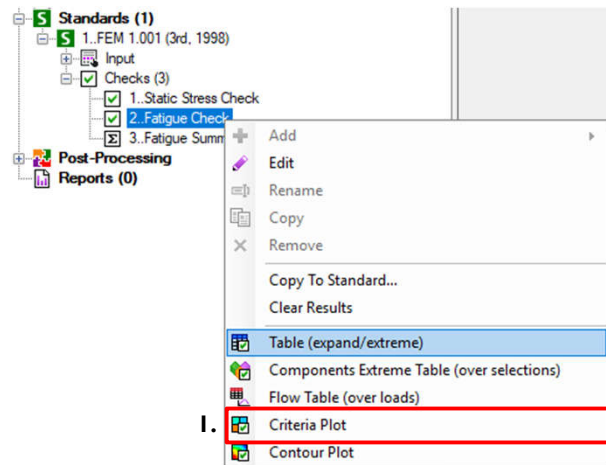 Standards (1)
1..FEM 1.001 (3rd, 1998)
Input
Checks (3)
1..Static Stress Check
2..Fatigue Check
3..Fatigue Summ
Post-Processing
Reports (0)
Add
Edit
Rename
Copy
Remove
Copy To Standard...
Clear Results
Table (expand/extreme)
Components Extreme Table (over selections)
Flow Table (over loads)
1. Criteria Plot
Contour Plot